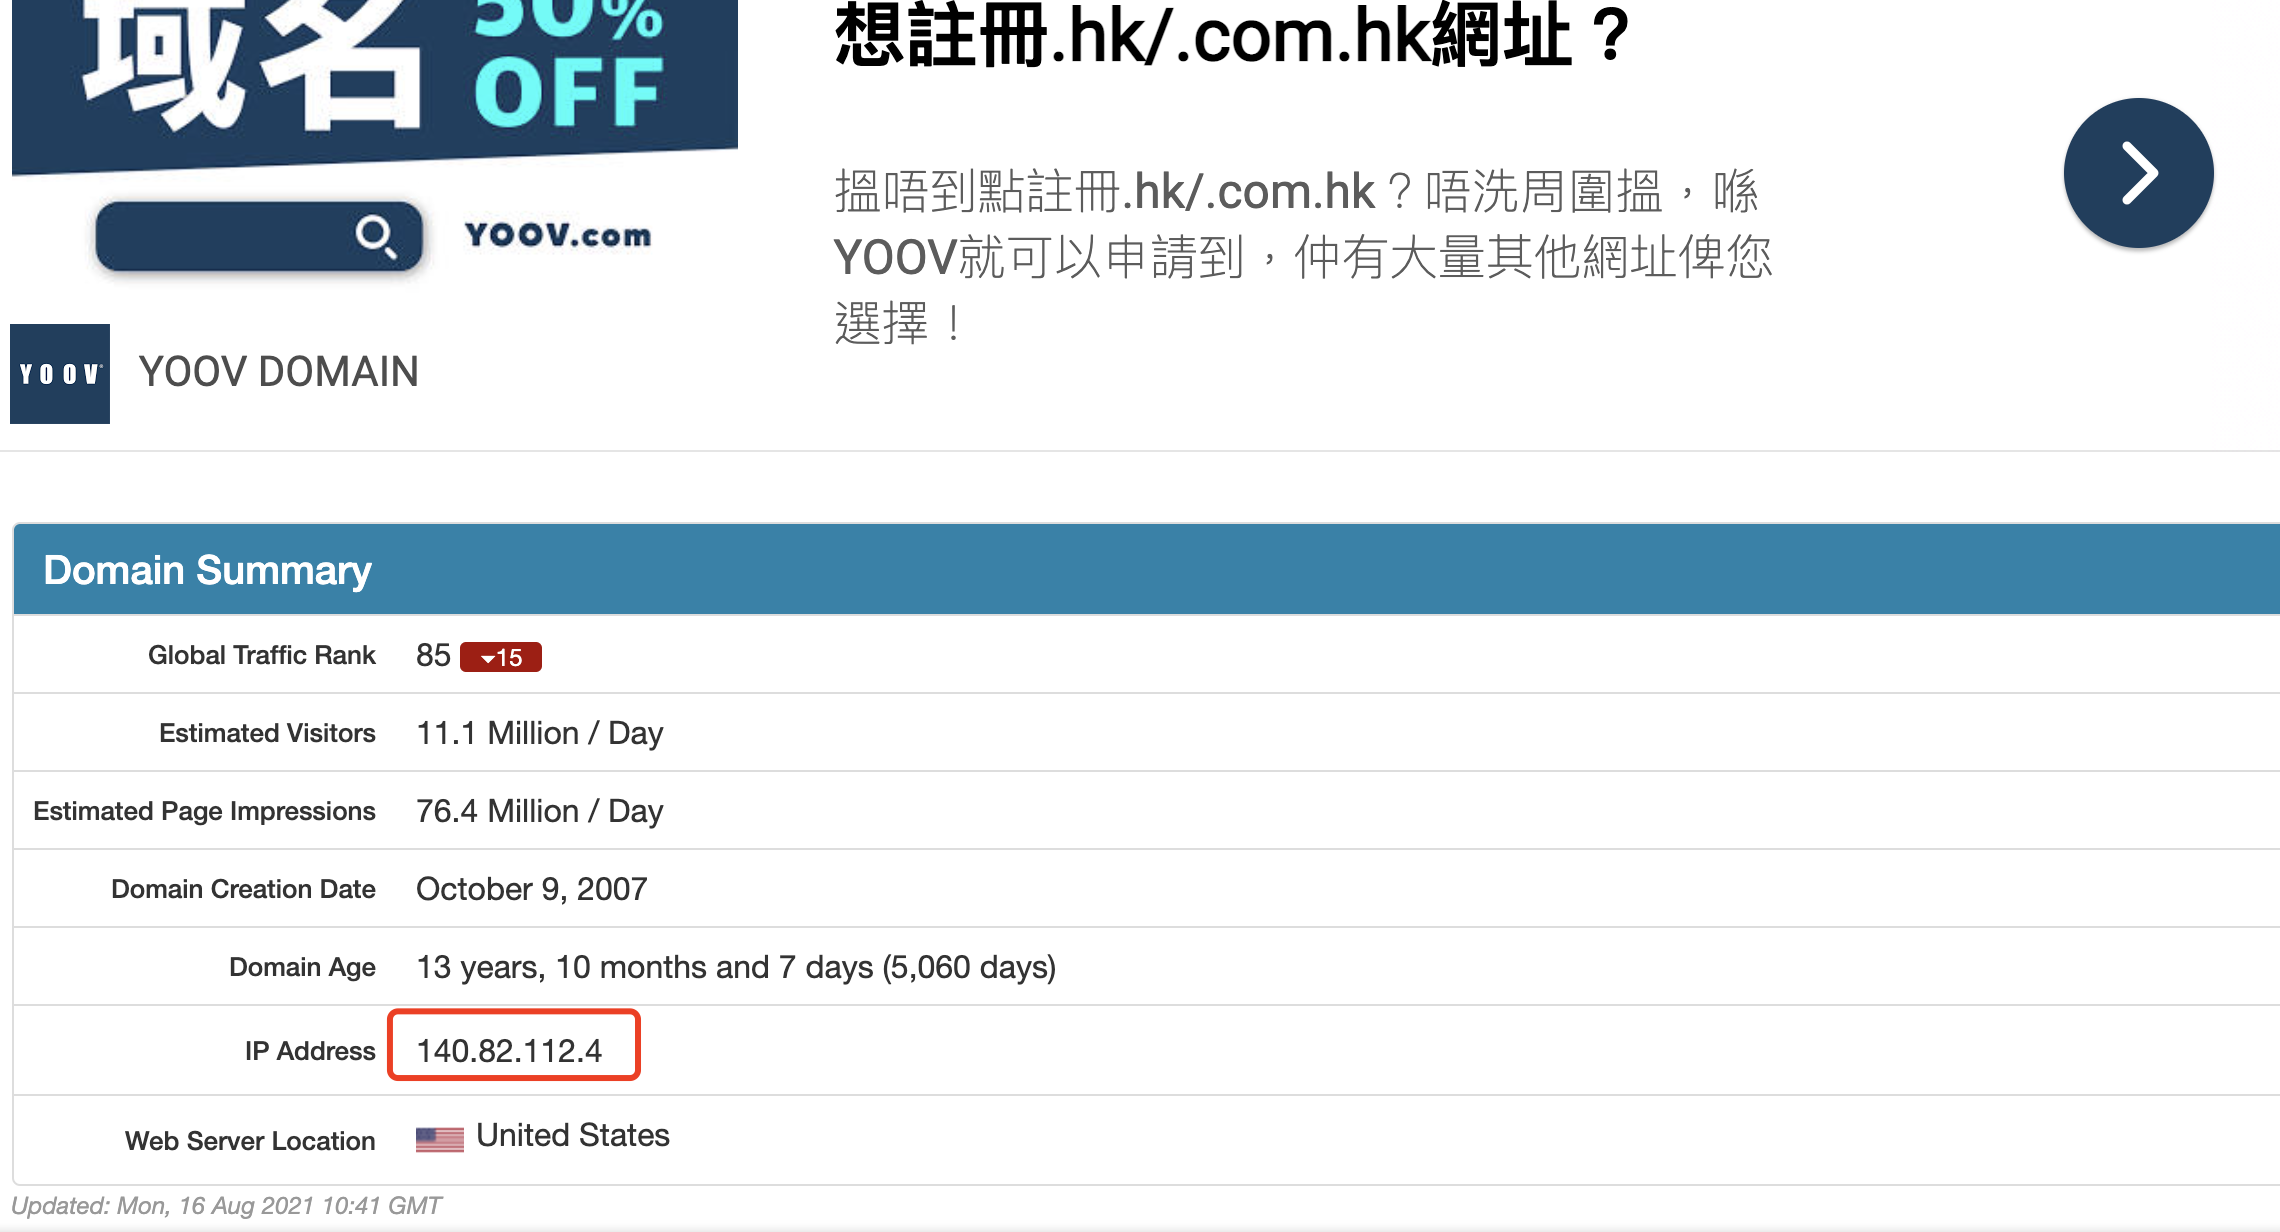 域名 50% OFF
YOOV.com
YOOV
YOOV DOMAIN
想註冊.hk/.com.hk網址？
搵唔到點註冊.hk/.com.hk？唔洗周圍搵，喺
YOOV就可以申請到，仲有大量其他網址俾您
選擇！
Domain Summary
Global Traffic Rank 85 15
Estimated Visitors 11.1 Million / Day
Estimated Page Impressions 76.4 Million / Day
Domain Creation Date October 9, 2007
Domain Age 13 years, 10 months and 7 days (5,060 days)
IP Address 140.82.112.4
Web Server Location United States
Updated: Mon, 16 Aug 2021 10:41 GMT